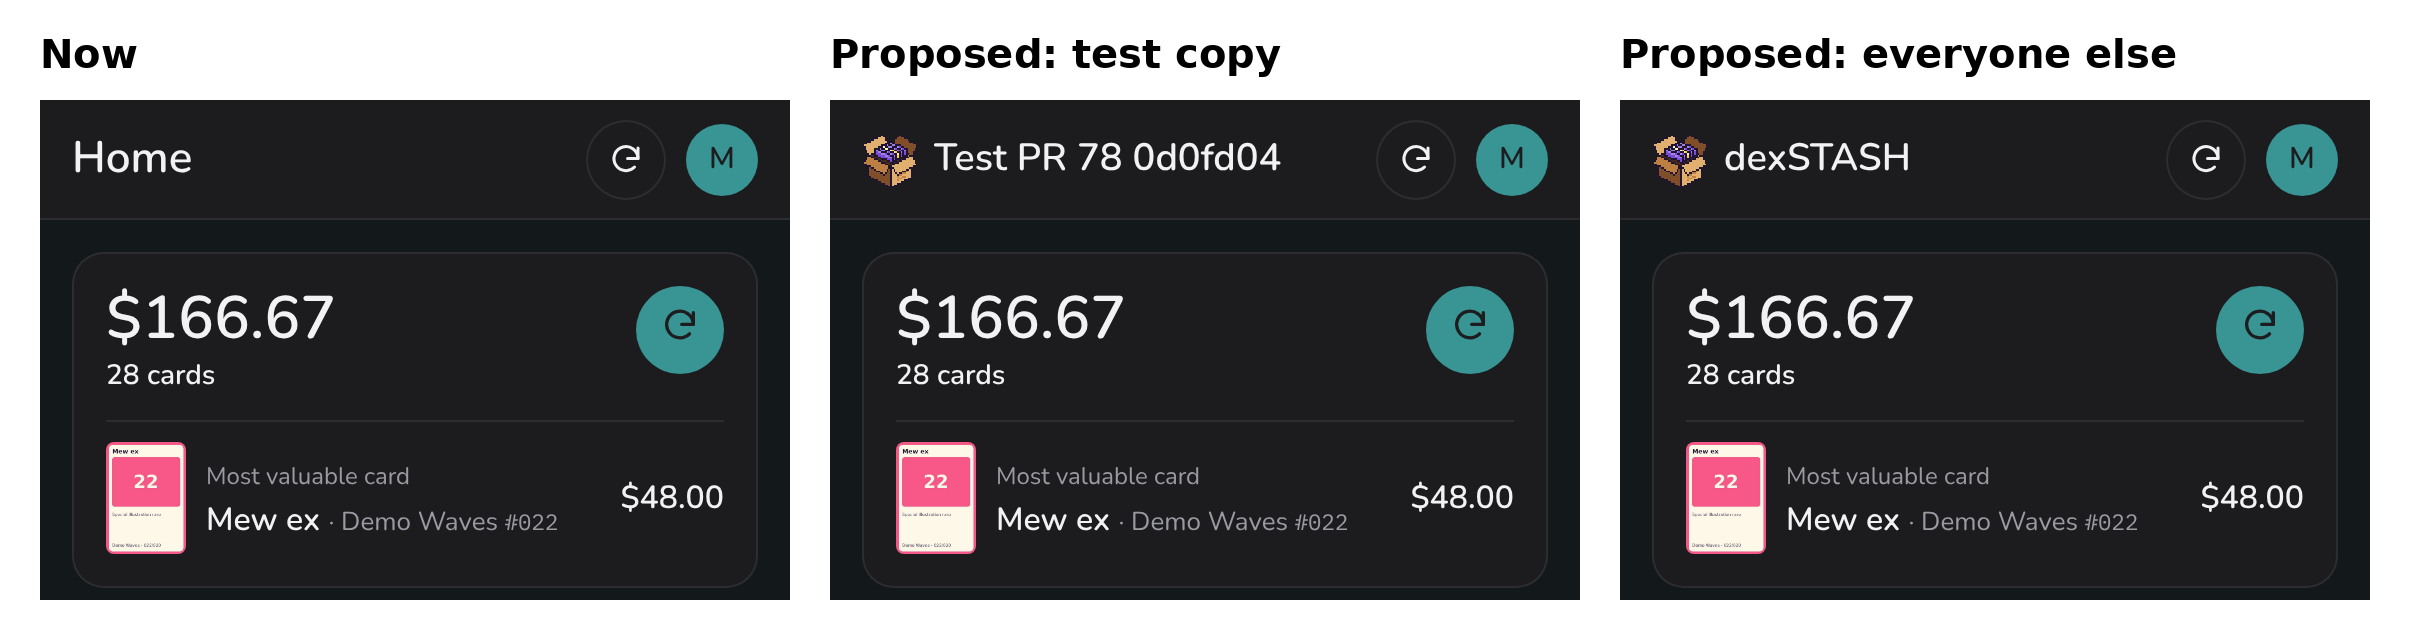 Now
Home
M
$166.67
28 cards
Mew ex
22
Most valuable card
Mew ex · Demo Waves #022
$48.00
Proposed: test copy
Test PR 78 0d0fd04
M
$166.67
28 cards
Mew ex
22
Most valuable card
Mew ex · Demo Waves #022
$48.00
Proposed: everyone else
dexSTASH
M
$166.67
28 cards
Mew ex
22
Most valuable card
Mew ex · Demo Waves #022
$48.00